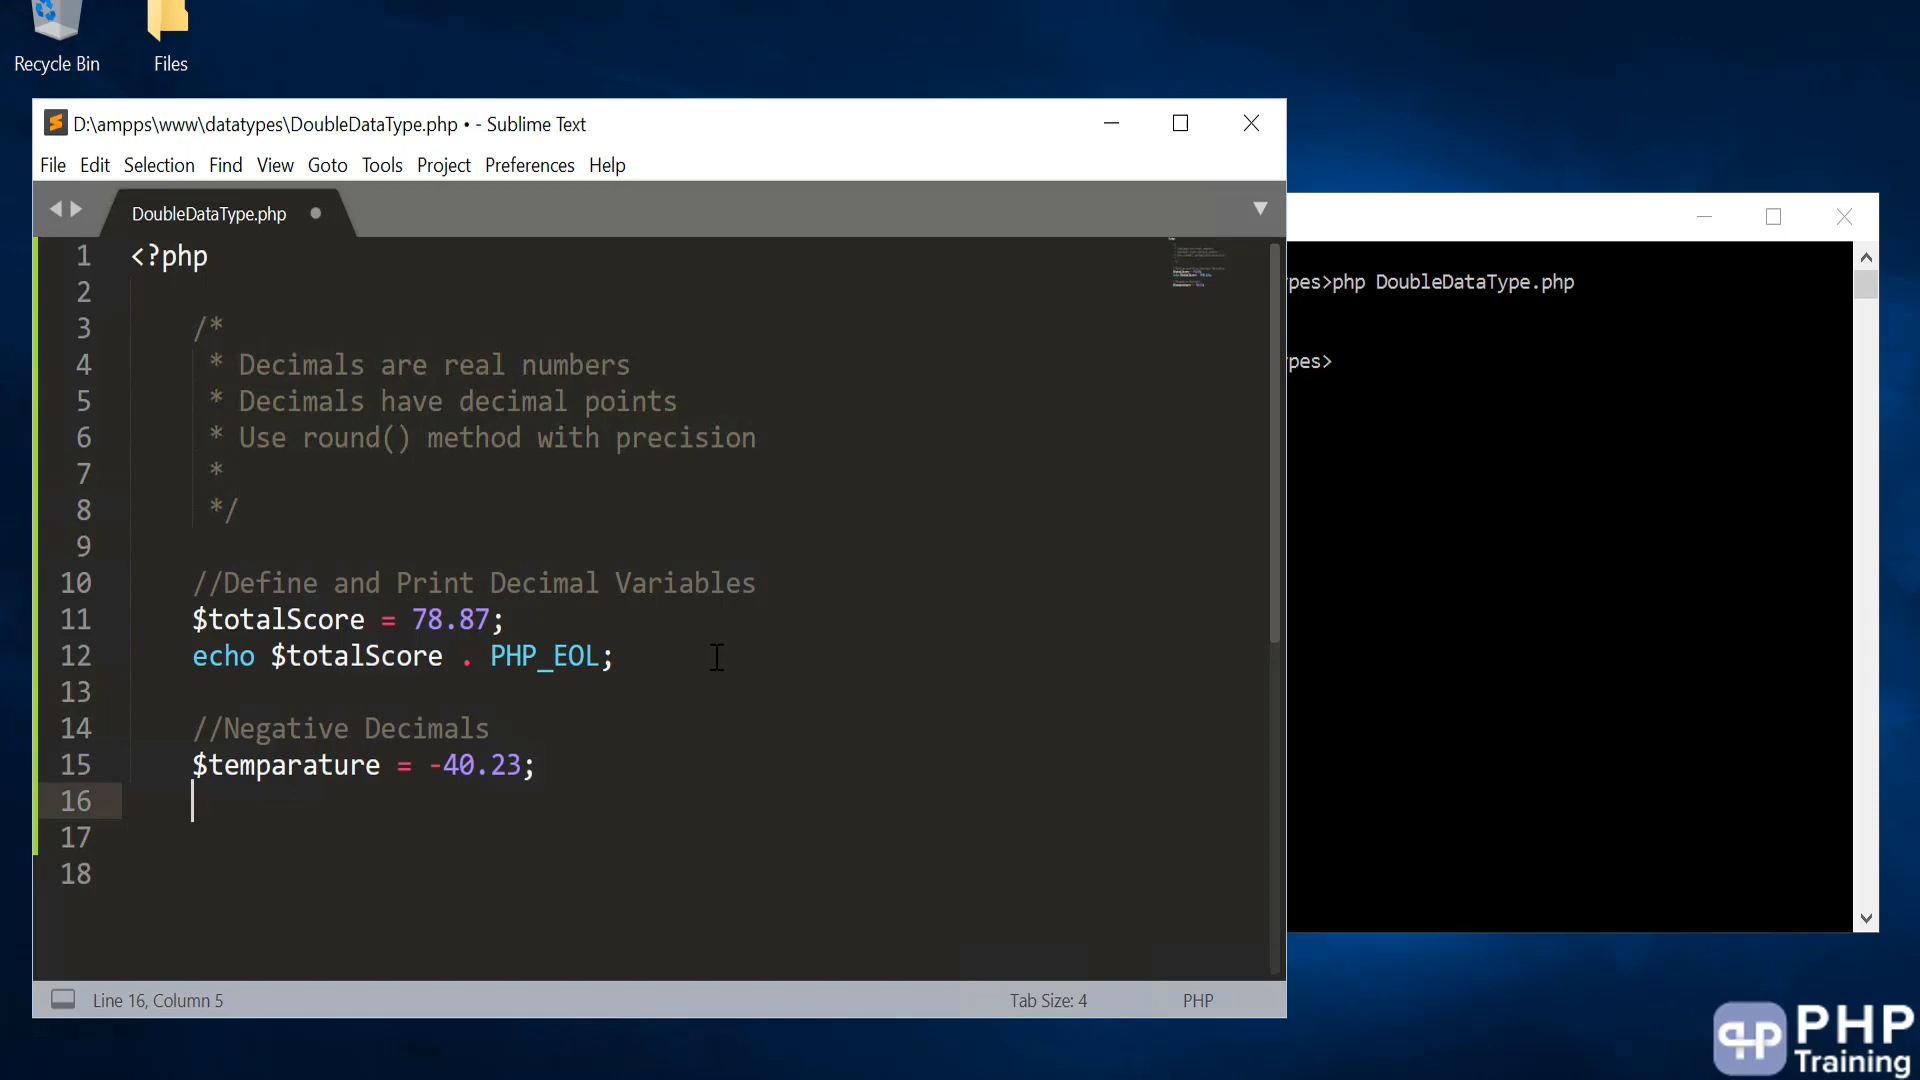 Recycle Bin
Files
D:\ampps\www\datatypes\DoubleDataType.php • - Sublime Text
File Edit Selection Find View Goto Tools Project Preferences Help
DoubleDataType.php
1 <?php
2
3 /*
4 * Decimals are real numbers
5 * Decimals have decimal points
6 * Use round() method with precision
7 *
8 */
9
10 //Define and Print Decimal Variables
11 $totalScore = 78.87;
12 echo $totalScore . PHP_EOL;
13
14 //Negative Decimals
15 $temparature = -40.23;
16
17
18
Line 16, Column 5
Tab Size: 4
PHP
pes>php DoubleDataType.php
pes>
php PHP
Training